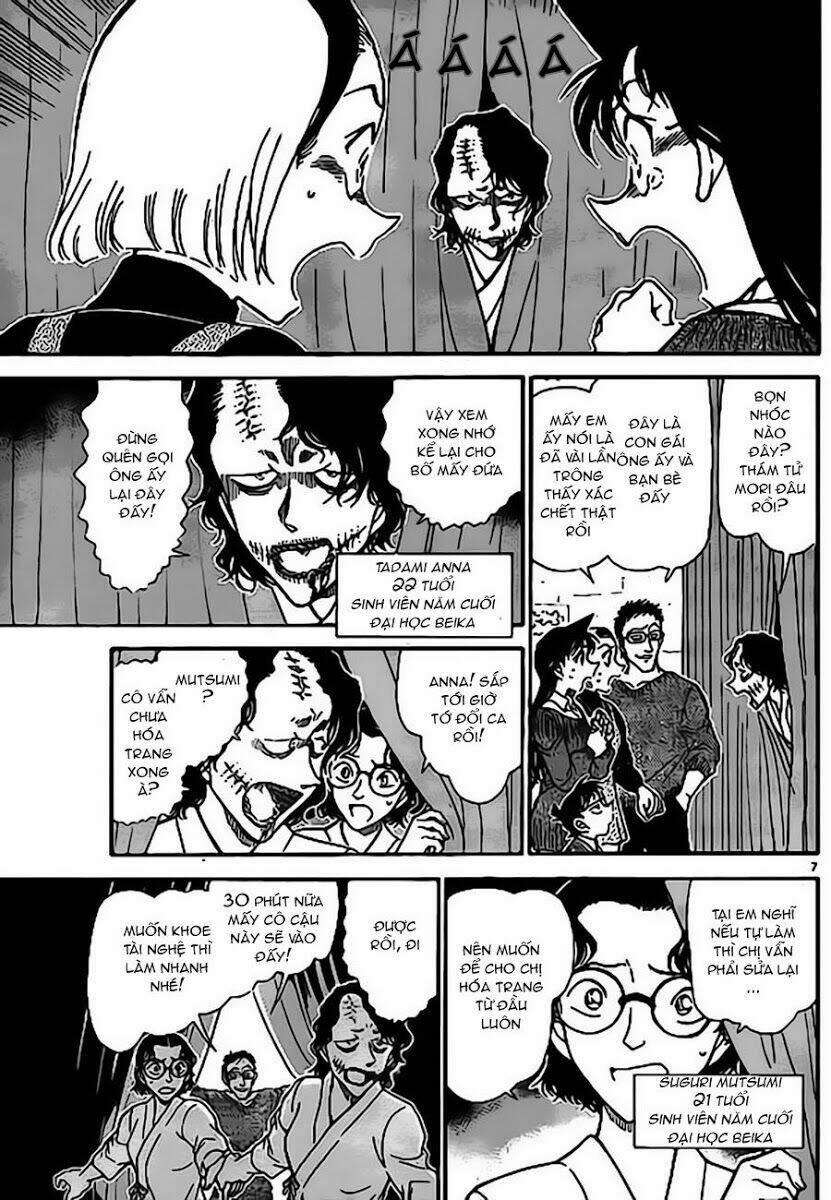 Á Á Á Á
BỌN
NHÓC
NÀO
ĐÂY?
THÁM TỬ
MORI ĐÂU
RỒI?
ĐÂY LÀ
CON GÁI
ÔNG ẤY VÀ
BẠN BÈ
ĐẤY
MẤY EM
ẤY NÓI LÀ
ĐÃ VÀI LẦN
TRÔNG
THẤY XÁC
CHẾT THẬT
RỒI
VẬY XEM
XONG NHỚ
KỂ LẠI CHO
BỐ MẤY ĐỨA
ĐỪNG
QUÊN GỌI
ÔNG ẤY
LẠI ĐÂY
ĐẤY!
TADAMI ANNA
22 TUỔI
SINH VIÊN NĂM CUỐI
ĐẠI HỌC BEIKA
ANNA! SẮP
TỚI GIỜ
TỚ ĐỔI CA
RỒI!
MUTSUMI
?
CÔ VẪN
CHƯA
HÓA
TRANG
XONG
À?
7
TẠI EM NGHĨ
NẾU TỰ LÀM
THÌ CHỊ VẪN
PHẢI SỬA LẠI
...
NÊN MUỐN
ĐỂ CHO CHỊ
HÓA TRANG
TỪ ĐẦU
LUÔN
SUGURI MUTSUMI
21 TUỔI
SINH VIÊN NĂM CUỐI
ĐẠI HỌC BEIKA
ĐƯỢC
RỒI, ĐI
30 PHÚT NỮA
MẤY CÔ CẬU
NÀY SẼ VÀO
ĐẤY!
MUỐN KHOE
TÀI NGHỆ THÌ
LÀM NHANH
NHÉ!